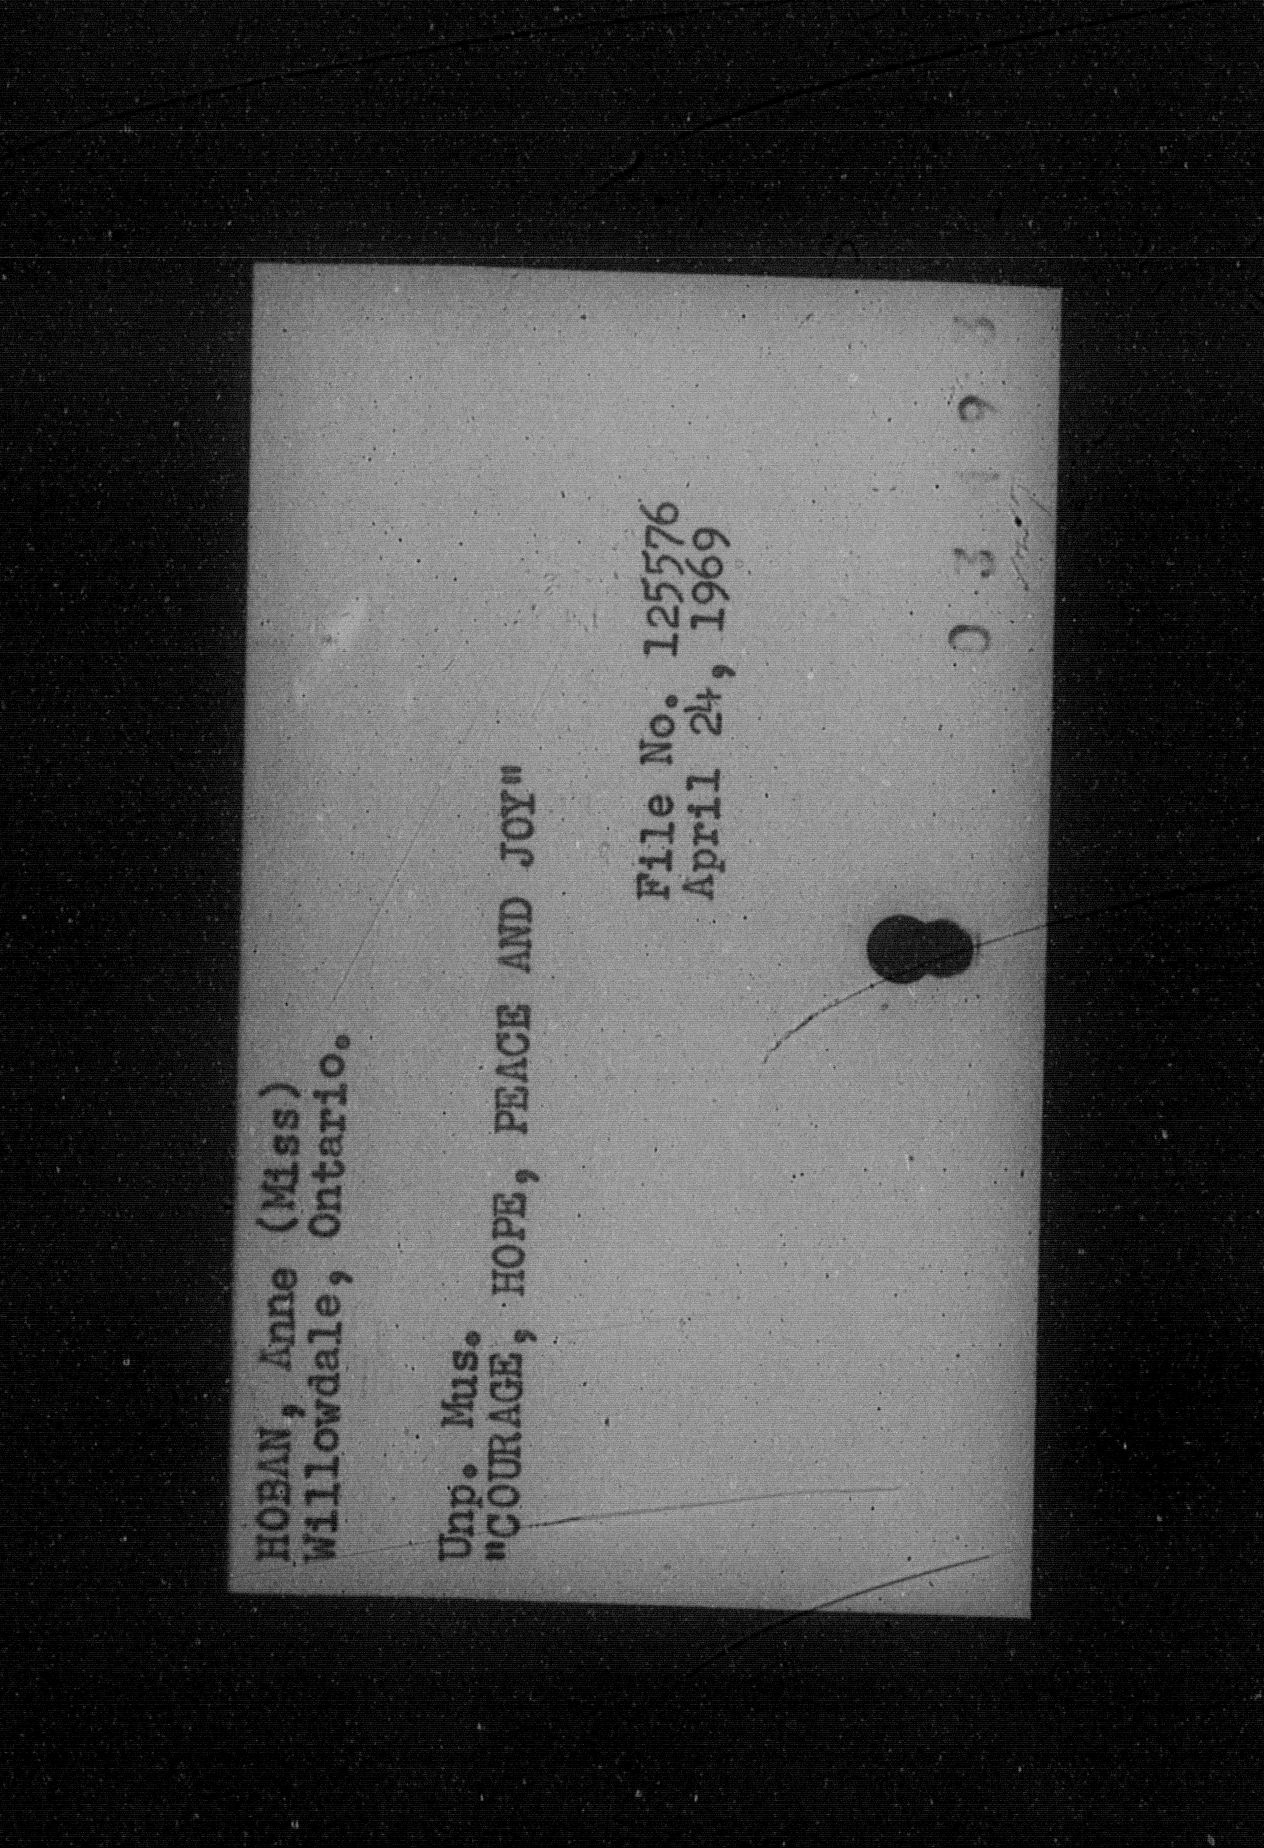 HOBAN, Anne (Miss)
Willowdale, Ontario.
Unp. Mus.
"COURAGE, HOPE, PEACE AND JOY"
File No. 125576
April 24, 1969